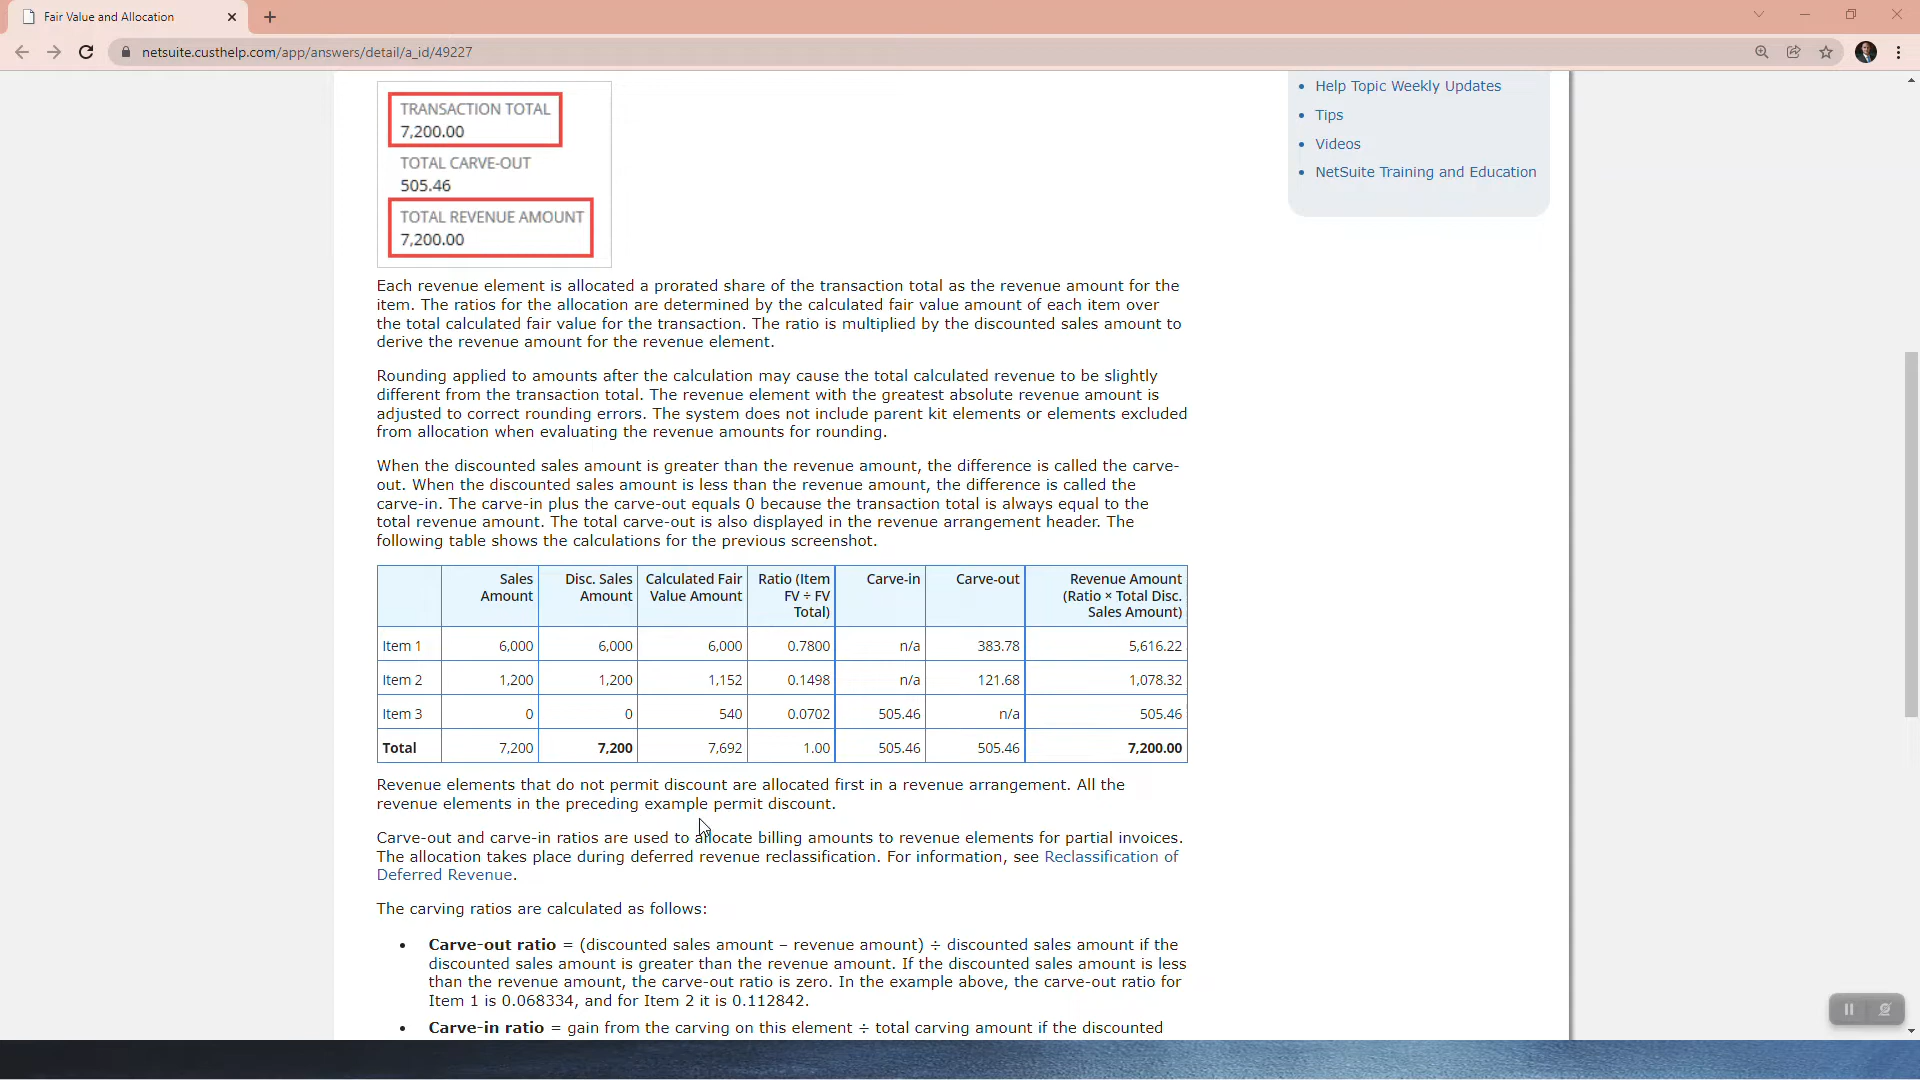 Fair Value and Allocation
netsuite.custhelp.com/app/answers/detail/a_id/49227
TRANSACTION TOTAL
7,200.00
TOTAL CARVE-OUT
505.46
TOTAL REVENUE AMOUNT
7,200.00
• Help Topic Weekly Updates
• Tips
• Videos
• NetSuite Training and Education
Each revenue element is allocated a prorated share of the transaction total as the revenue amount for the
item. The ratios for the allocation are determined by the calculated fair value amount of each item over
the total calculated fair value for the transaction. The ratio is multiplied by the discounted sales amount to
derive the revenue amount for the revenue element.
Rounding applied to amounts after the calculation may cause the total calculated revenue to be slightly
different from the transaction total. The revenue element with the greatest absolute revenue amount is
adjusted to correct rounding errors. The system does not include parent kit elements or elements excluded
from allocation when evaluating the revenue amounts for rounding.
When the discounted sales amount is greater than the revenue amount, the difference is called the carve-
out. When the discounted sales amount is less than the revenue amount, the difference is called the
carve-in. The carve-in plus the carve-out equals 0 because the transaction total is always equal to the
total revenue amount. The total carve-out is also displayed in the revenue arrangement header. The
following table shows the calculations for the previous screenshot.
Sales Amount Disc. Sales Amount Calculated Fair Value Amount Ratio (Item FV ÷ FV Total) Carve-in Carve-out Revenue Amount (Ratio × Total Disc. Sales Amount)
Item 1 6,000 6,000 6,000 0.7800 n/a 383.78 5,616.22
Item 2 1,200 1,200 1,152 0.1498 n/a 121.68 1,078.32
Item 3 0 0 540 0.0702 505.46 n/a 505.46
Total 7,200 7,200 7,692 1.00 505.46 505.46 7,200.00
Revenue elements that do not permit discount are allocated first in a revenue arrangement. All the
revenue elements in the preceding example permit discount.
Carve-out and carve-in ratios are used to allocate billing amounts to revenue elements for partial invoices.
The allocation takes place during deferred revenue reclassification. For information, see Reclassification of
Deferred Revenue.
The carving ratios are calculated as follows:
• Carve-out ratio = (discounted sales amount – revenue amount) ÷ discounted sales amount if the
discounted sales amount is greater than the revenue amount. If the discounted sales amount is less
than the revenue amount, the carve-out ratio is zero. In the example above, the carve-out ratio for
Item 1 is 0.068334, and for Item 2 it is 0.112842.
• Carve-in ratio = gain from the carving on this element ÷ total carving amount if the discounted